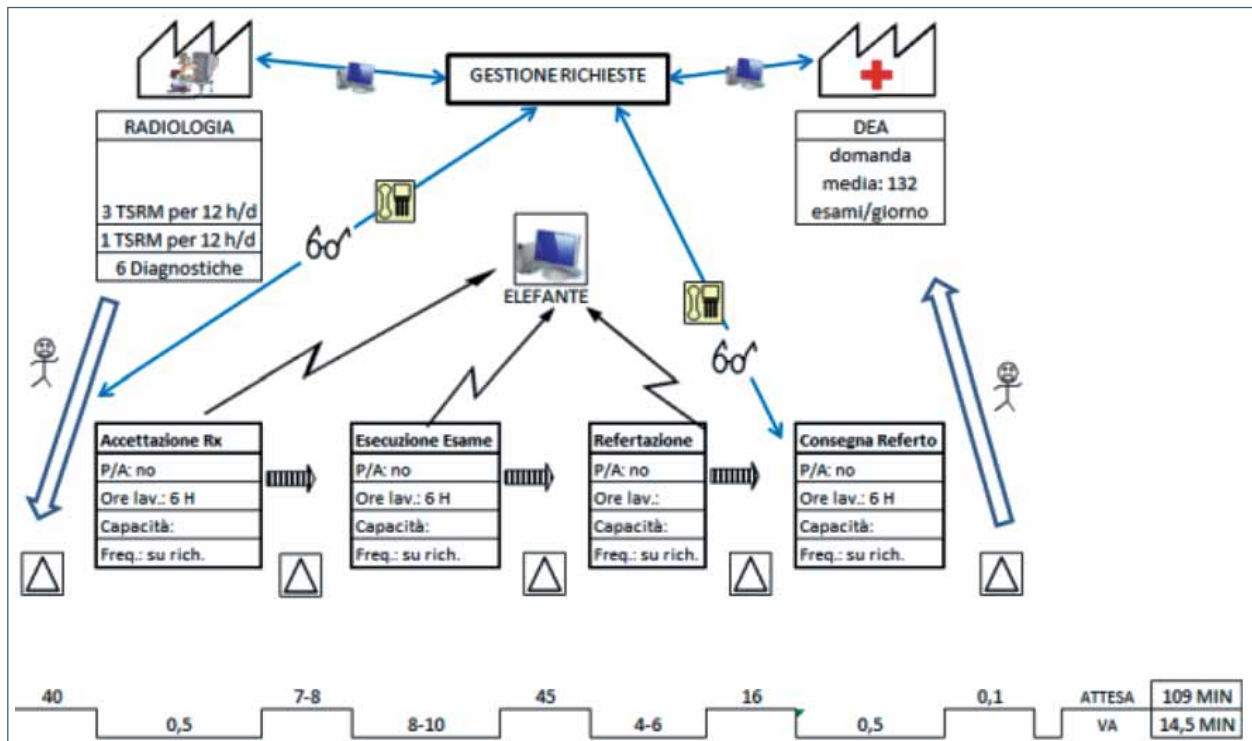 GESTIONE RICHIESTE
RADIOLOGIA
3 TSRM per 12 h/d
1 TSRM per 12 h/d
6 Diagnostiche
DEA
domanda
media: 132
esami/giorno
ELEFANTE
Accettazione Rx
P/A: no
Ore lav.: 6 H
Capacità:
Freq.: su rich.
Esecuzione Esame
P/A: no
Ore lav.: 6 H
Capacità:
Freq.: su rich.
Refertazione
P/A: no
Ore lav.:
Capacità:
Freq.: su rich.
Consegna Referto
P/A: no
Ore lav.: 6 H
Capacità:
Freq.: su rich.
40
7-8
45
16
0,1
ATTESA
109 MIN
0,5
8-10
4-6
0,5
VA
14,5 MIN